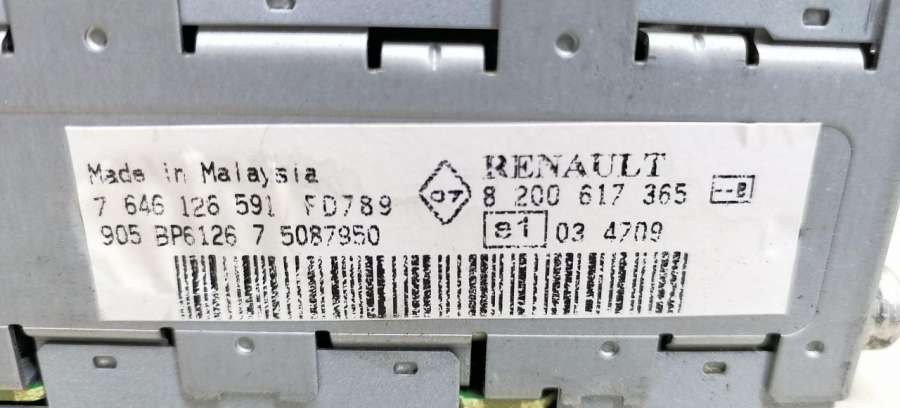 Made in Malaysia
7 646 126 591 FD789
905 BP6126 7 5087950
07
RENAULT
8 200 617 365 --B
81 03 4709